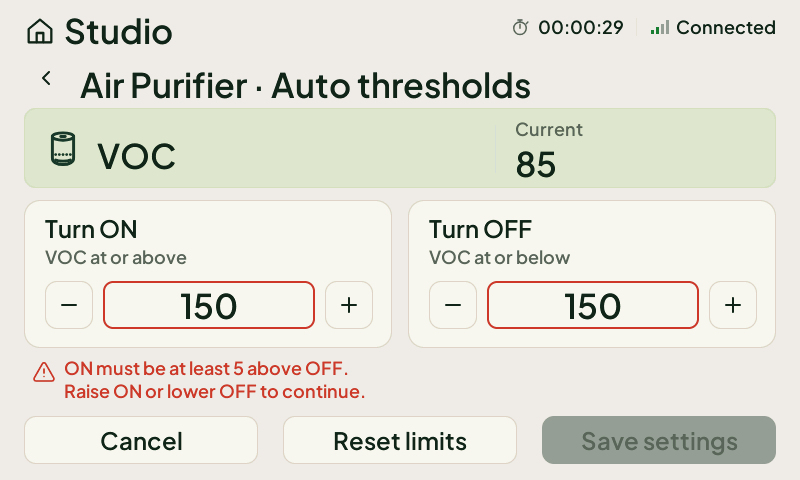 Studio
00:00:29
Connected
Air Purifier · Auto thresholds
VOC
Current
85
Turn ON
VOC at or above
− 150 +
Turn OFF
VOC at or below
− 150 +
ON must be at least 5 above OFF.
Raise ON or lower OFF to continue.
Cancel
Reset limits
Save settings